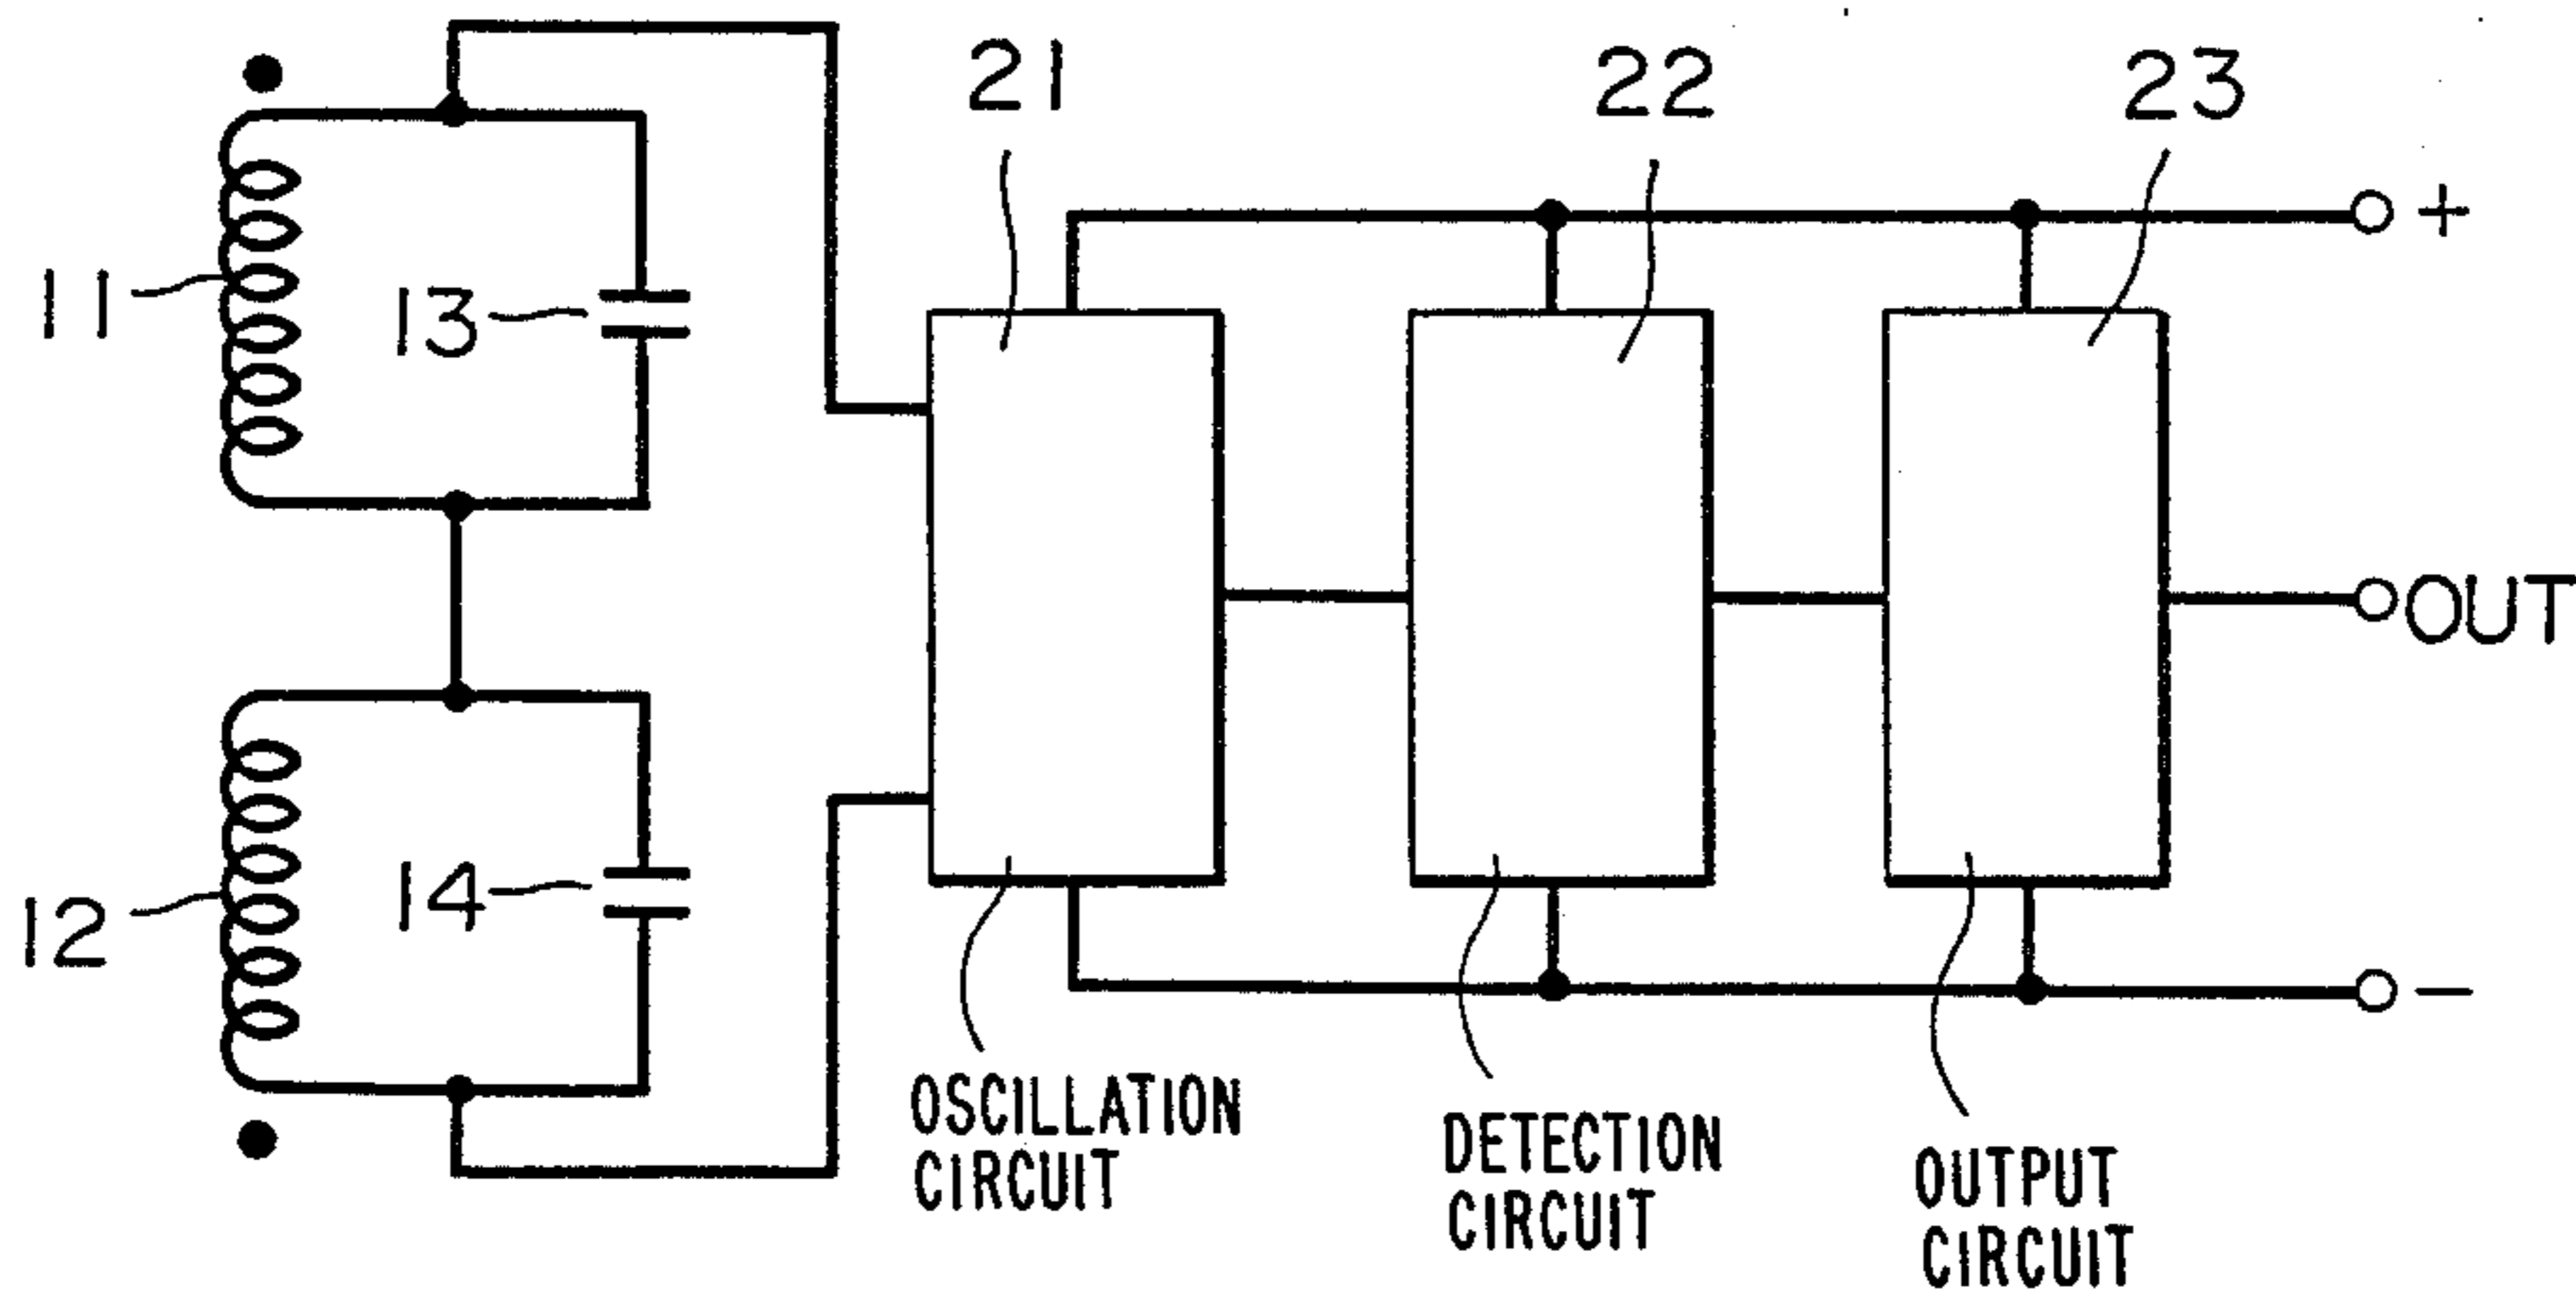 21
22
23
+
11
13
OUT
12
14
−
OSCILLATION
CIRCUIT
DETECTION
CIRCUIT
OUTPUT
CIRCUIT